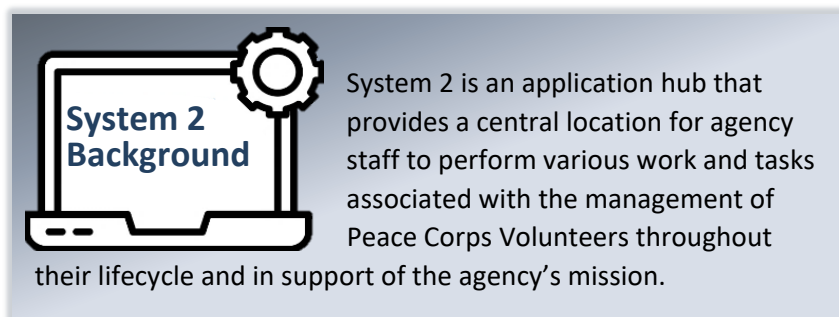 System 2
Background
System 2 is an application hub that
provides a central location for agency
staff to perform various work and tasks
associated with the management of
Peace Corps Volunteers throughout
their lifecycle and in support of the agency’s mission.